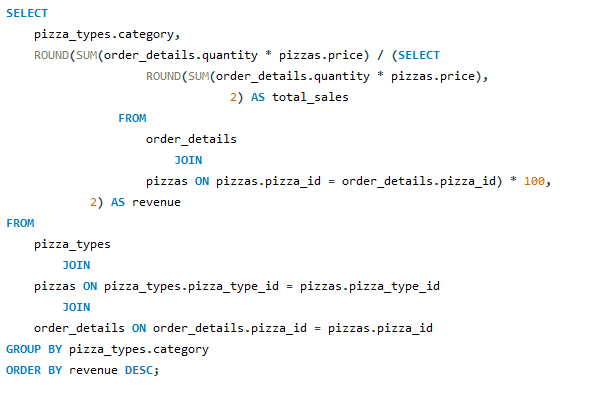 SELECT
    pizza_types.category,
    ROUND(SUM(order_details.quantity * pizzas.price) / (SELECT
                    ROUND(SUM(order_details.quantity * pizzas.price),
                                2) AS total_sales
                FROM
                    order_details
                        JOIN
                    pizzas ON pizzas.pizza_id = order_details.pizza_id) * 100,
            2) AS revenue
FROM
    pizza_types
        JOIN
    pizzas ON pizza_types.pizza_type_id = pizzas.pizza_type_id
        JOIN
    order_details ON order_details.pizza_id = pizzas.pizza_id
GROUP BY pizza_types.category
ORDER BY revenue DESC;